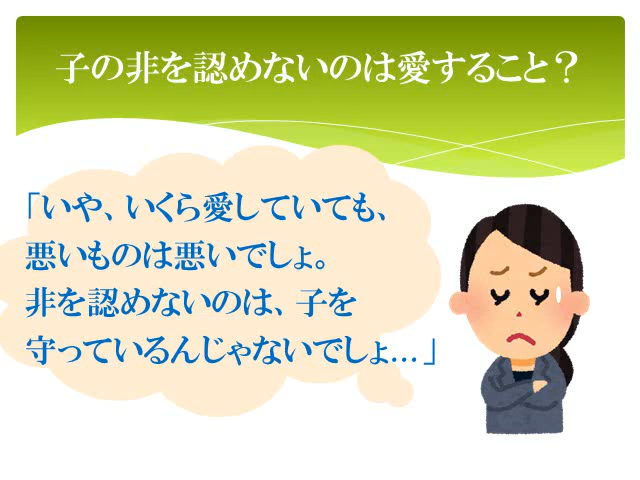 子の非を認めないのは愛すること？
「いや、いくら愛していても、
悪いものは悪いでしょ。
非を認めないのは、子を
守っているんじゃないでしょ…」